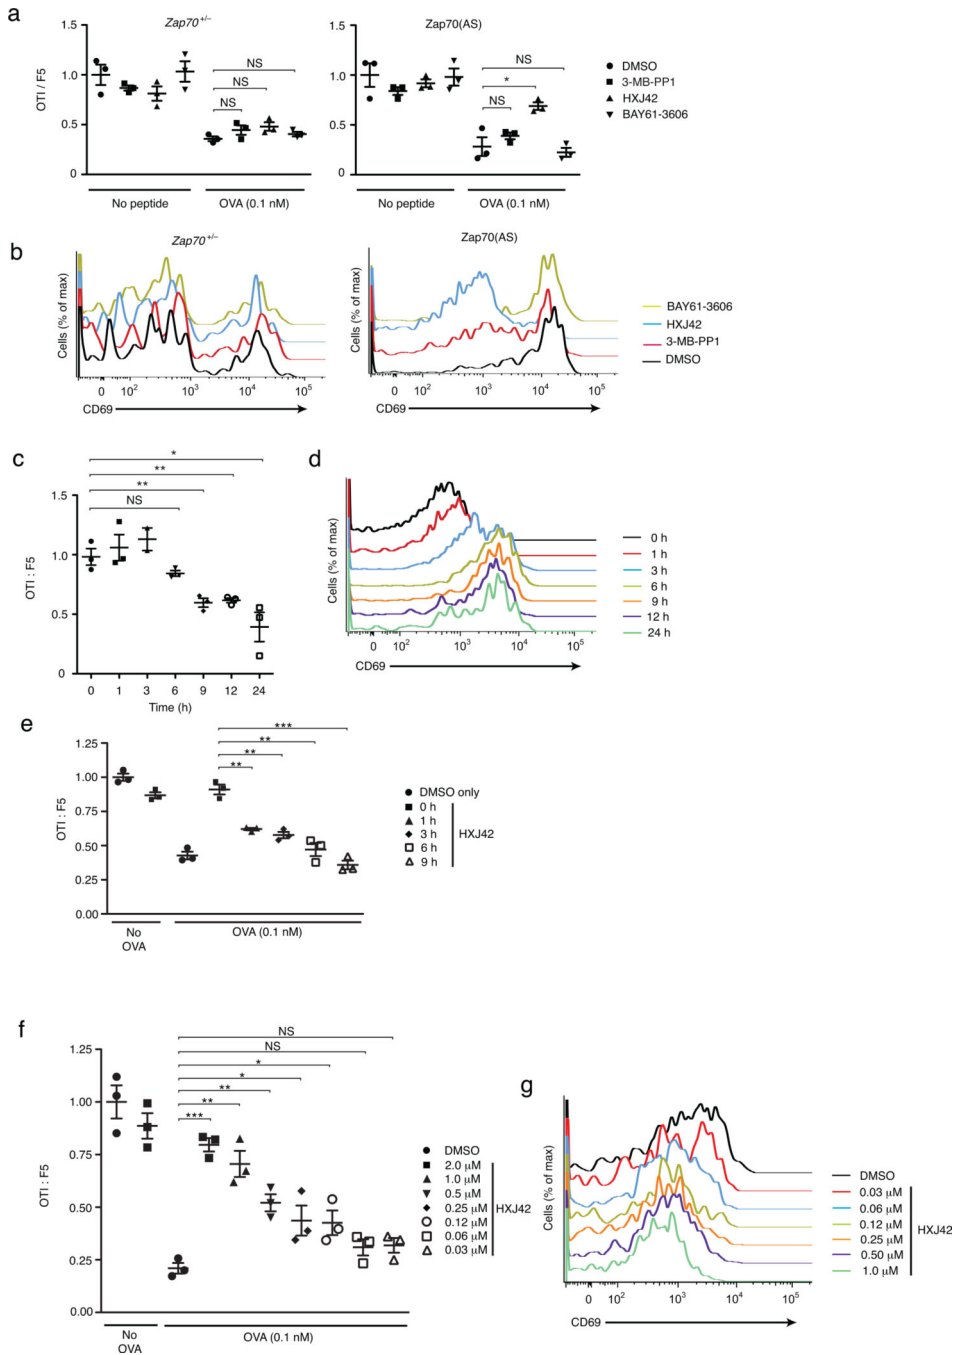 a
Zap70+/–
Zap70(AS)
OTI / F5
1.5
1.0
0.5
0
NS
NS
NS
No peptide
OVA (0.1 nM)
1.5
1.0
0.5
0
NS
*
NS
No peptide
OVA (0.1 nM)
DMSO
3-MB-PP1
HXJ42
BAY61-3606
b
Zap70+/–
Zap70(AS)
Cells (% of max)
0 10² 10³ 10⁴ 10⁵
CD69
Cells (% of max)
0 10² 10³ 10⁴ 10⁵
CD69
BAY61-3606
HXJ42
3-MB-PP1
DMSO
c
*
**
**
NS
OTI : F5
1.5
1.0
0.5
0
0 1 3 6 9 12 24
Time (h)
d
Cells (% of max)
0 10² 10³ 10⁴ 10⁵
CD69
0 h
1 h
3 h
6 h
9 h
12 h
24 h
e
***
**
**
**
OTI : F5
1.25
1.00
0.75
0.50
0.25
0.00
No
OVA
OVA (0.1 nM)
DMSO only
0 h
1 h
3 h
6 h
9 h
HXJ42
f
NS
NS
*
*
**
**
***
OTI : F5
1.25
1.00
0.75
0.50
0.25
0.00
No
OVA
OVA (0.1 nM)
DMSO
2.0 μM
1.0 μM
0.5 μM
0.25 μM
0.12 μM
0.06 μM
0.03 μM
HXJ42
g
Cells (% of max)
0 10² 10³ 10⁴ 10⁵
CD69
DMSO
0.03 μM
0.06 μM
0.12 μM
0.25 μM
0.50 μM
1.0 μM
HXJ42